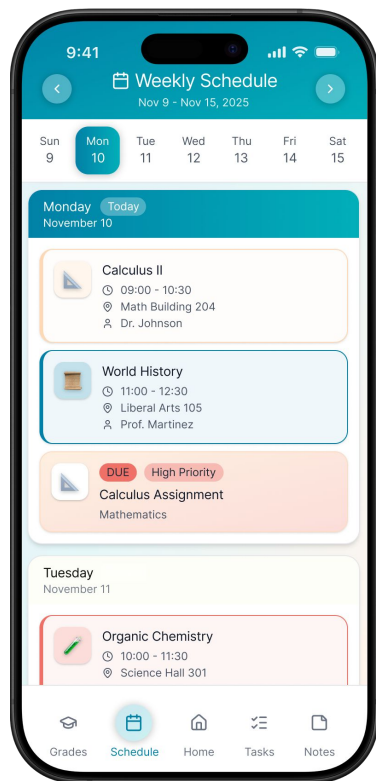 9:41
Weekly Schedule
Nov 9 - Nov 15, 2025
Sun Mon Tue Wed Thu Fri Sat
9 10 11 12 13 14 15
Monday Today
November 10
Calculus II
09:00 - 10:30
Math Building 204
Dr. Johnson
World History
11:00 - 12:30
Liberal Arts 105
Prof. Martinez
DUE High Priority
Calculus Assignment
Mathematics
Tuesday
November 11
Organic Chemistry
10:00 - 11:30
Science Hall 301
Grades Schedule Home Tasks Notes